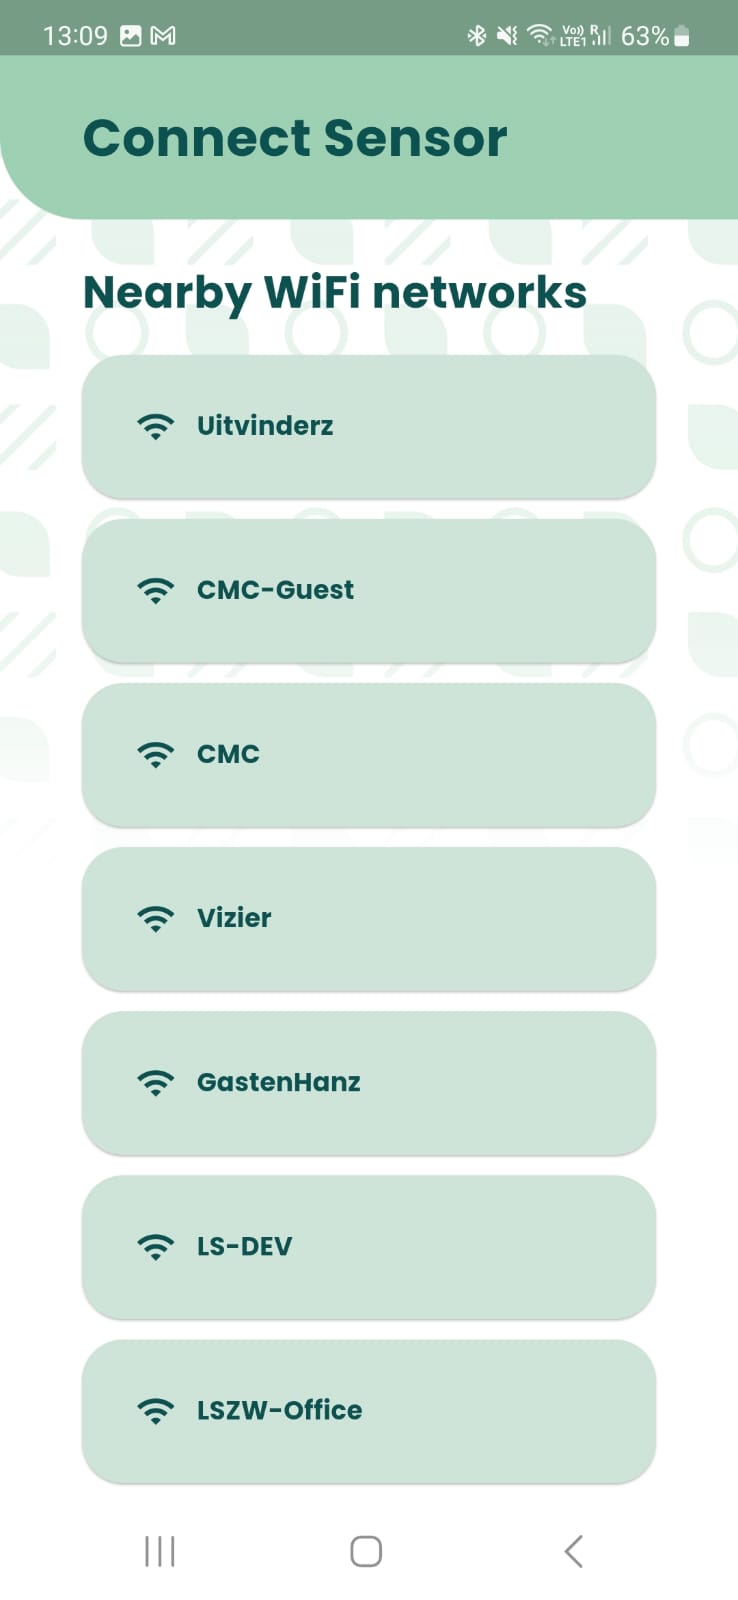 13:09 Vo)) LTE1 R 63%
Connect Sensor
Nearby WiFi networks
Uitvinderz
CMC-Guest
CMC
Vizier
GastenHanz
LS-DEV
LSZW-Office